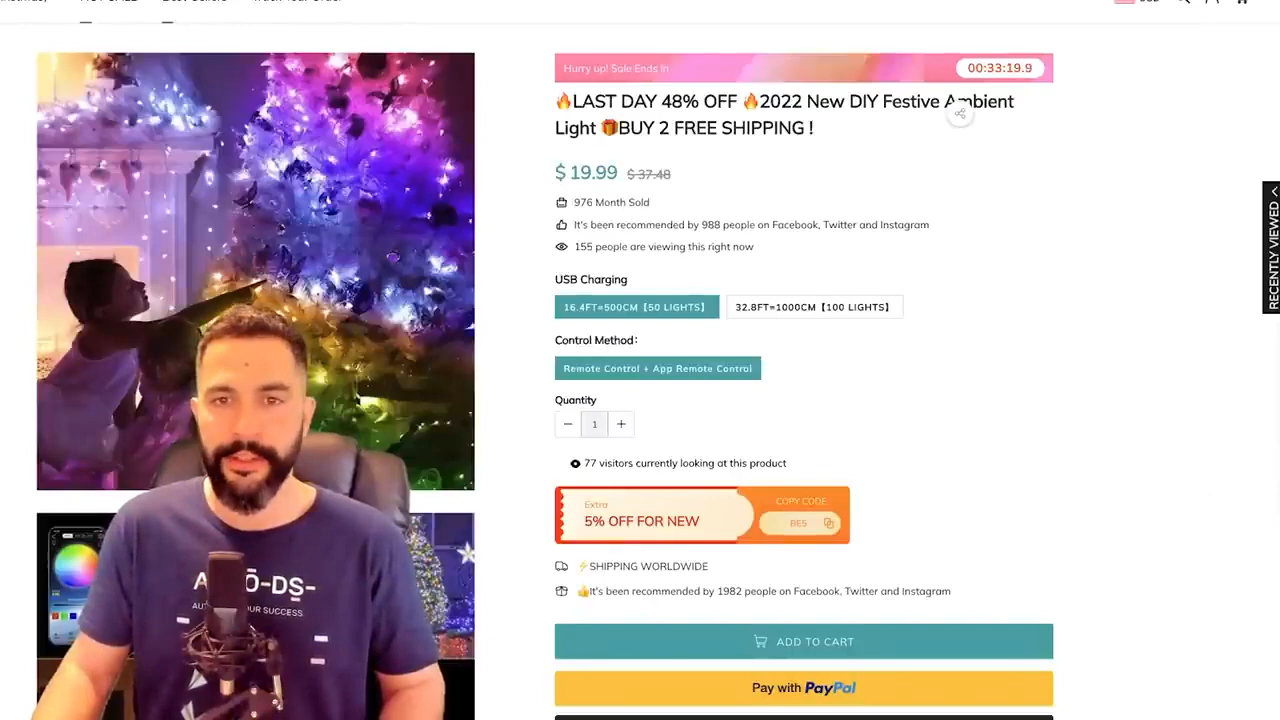 USD
Hurry up! Sale Ends In
00:33:19.9
🔥LAST DAY 48% OFF 🔥2022 New DIY Festive Ambient
Light 🎁BUY 2 FREE SHIPPING !
$ 19.99 $ 37.48
976 Month Sold
It's been recommended by 988 people on Facebook, Twitter and Instagram
155 people are viewing this right now
USB Charging
16.4FT=500CM【50 LIGHTS】 32.8FT=1000CM【100 LIGHTS】
Control Method：
Remote Control + App Remote Control
Quantity
− 1 +
77 visitors currently looking at this product
Extra
5% OFF FOR NEW
COPY CODE
BE5
⚡SHIPPING WORLDWIDE
👍It's been recommended by 1982 people on Facebook, Twitter and Instagram
ADD TO CART
Pay with PayPal
RECENTLY VIEWED